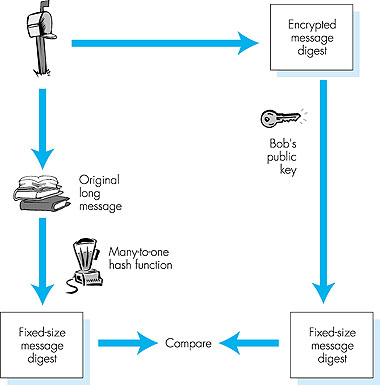 Encrypted
message
digest
Bob's
public
key
Original
long
message
Many-to-one
hash function
Fixed-size
message
digest
Compare
Fixed-size
message
digest